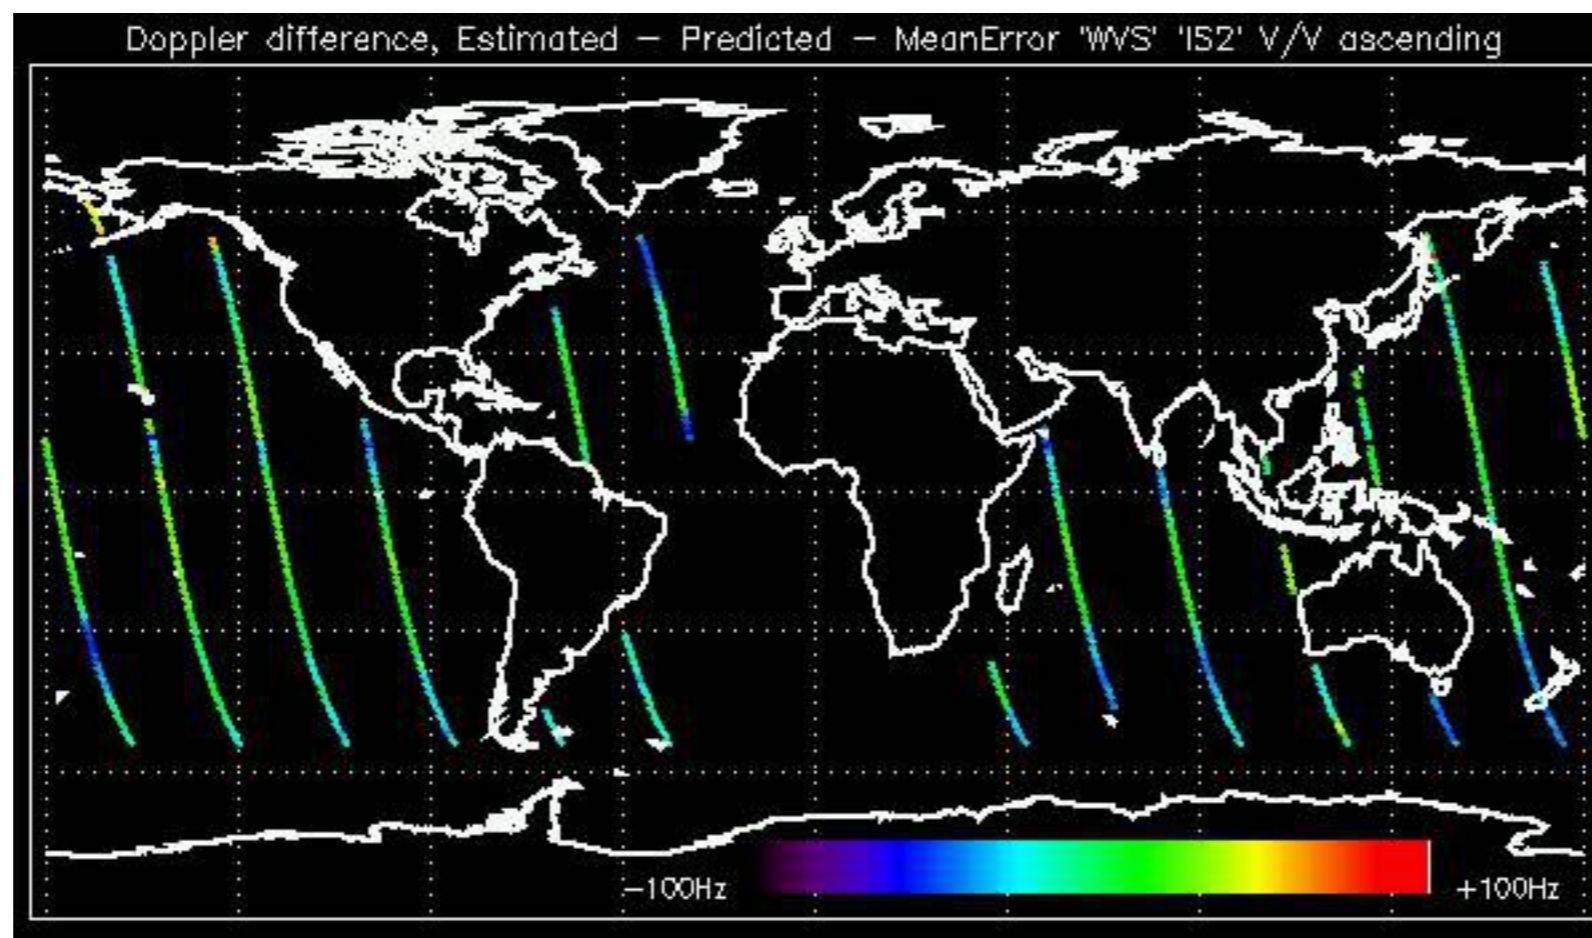 Doppler difference, Estimated – Predicted – MeanError 'WVS' 'IS2' V/V ascending
−100Hz +100Hz